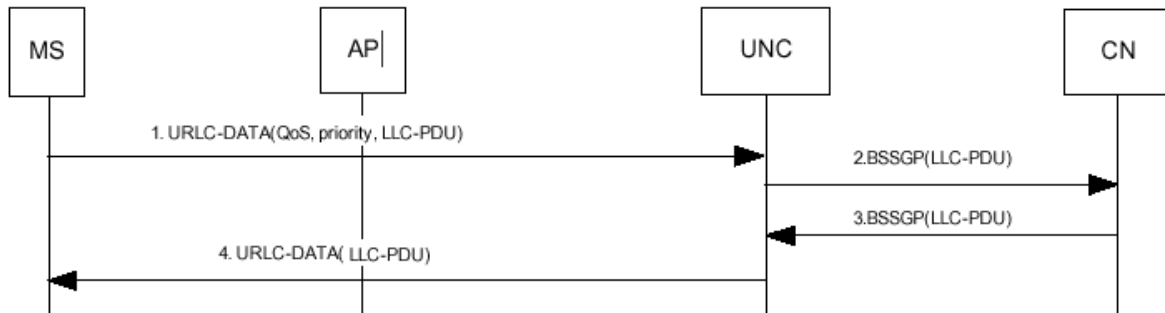 MS
AP
UNC
CN
1. URLC-DATA(QoS, priority, LLC-PDU)
2.BSSGP(LLC-PDU)
3.BSSGP(LLC-PDU)
4. URLC-DATA( LLC-PDU)